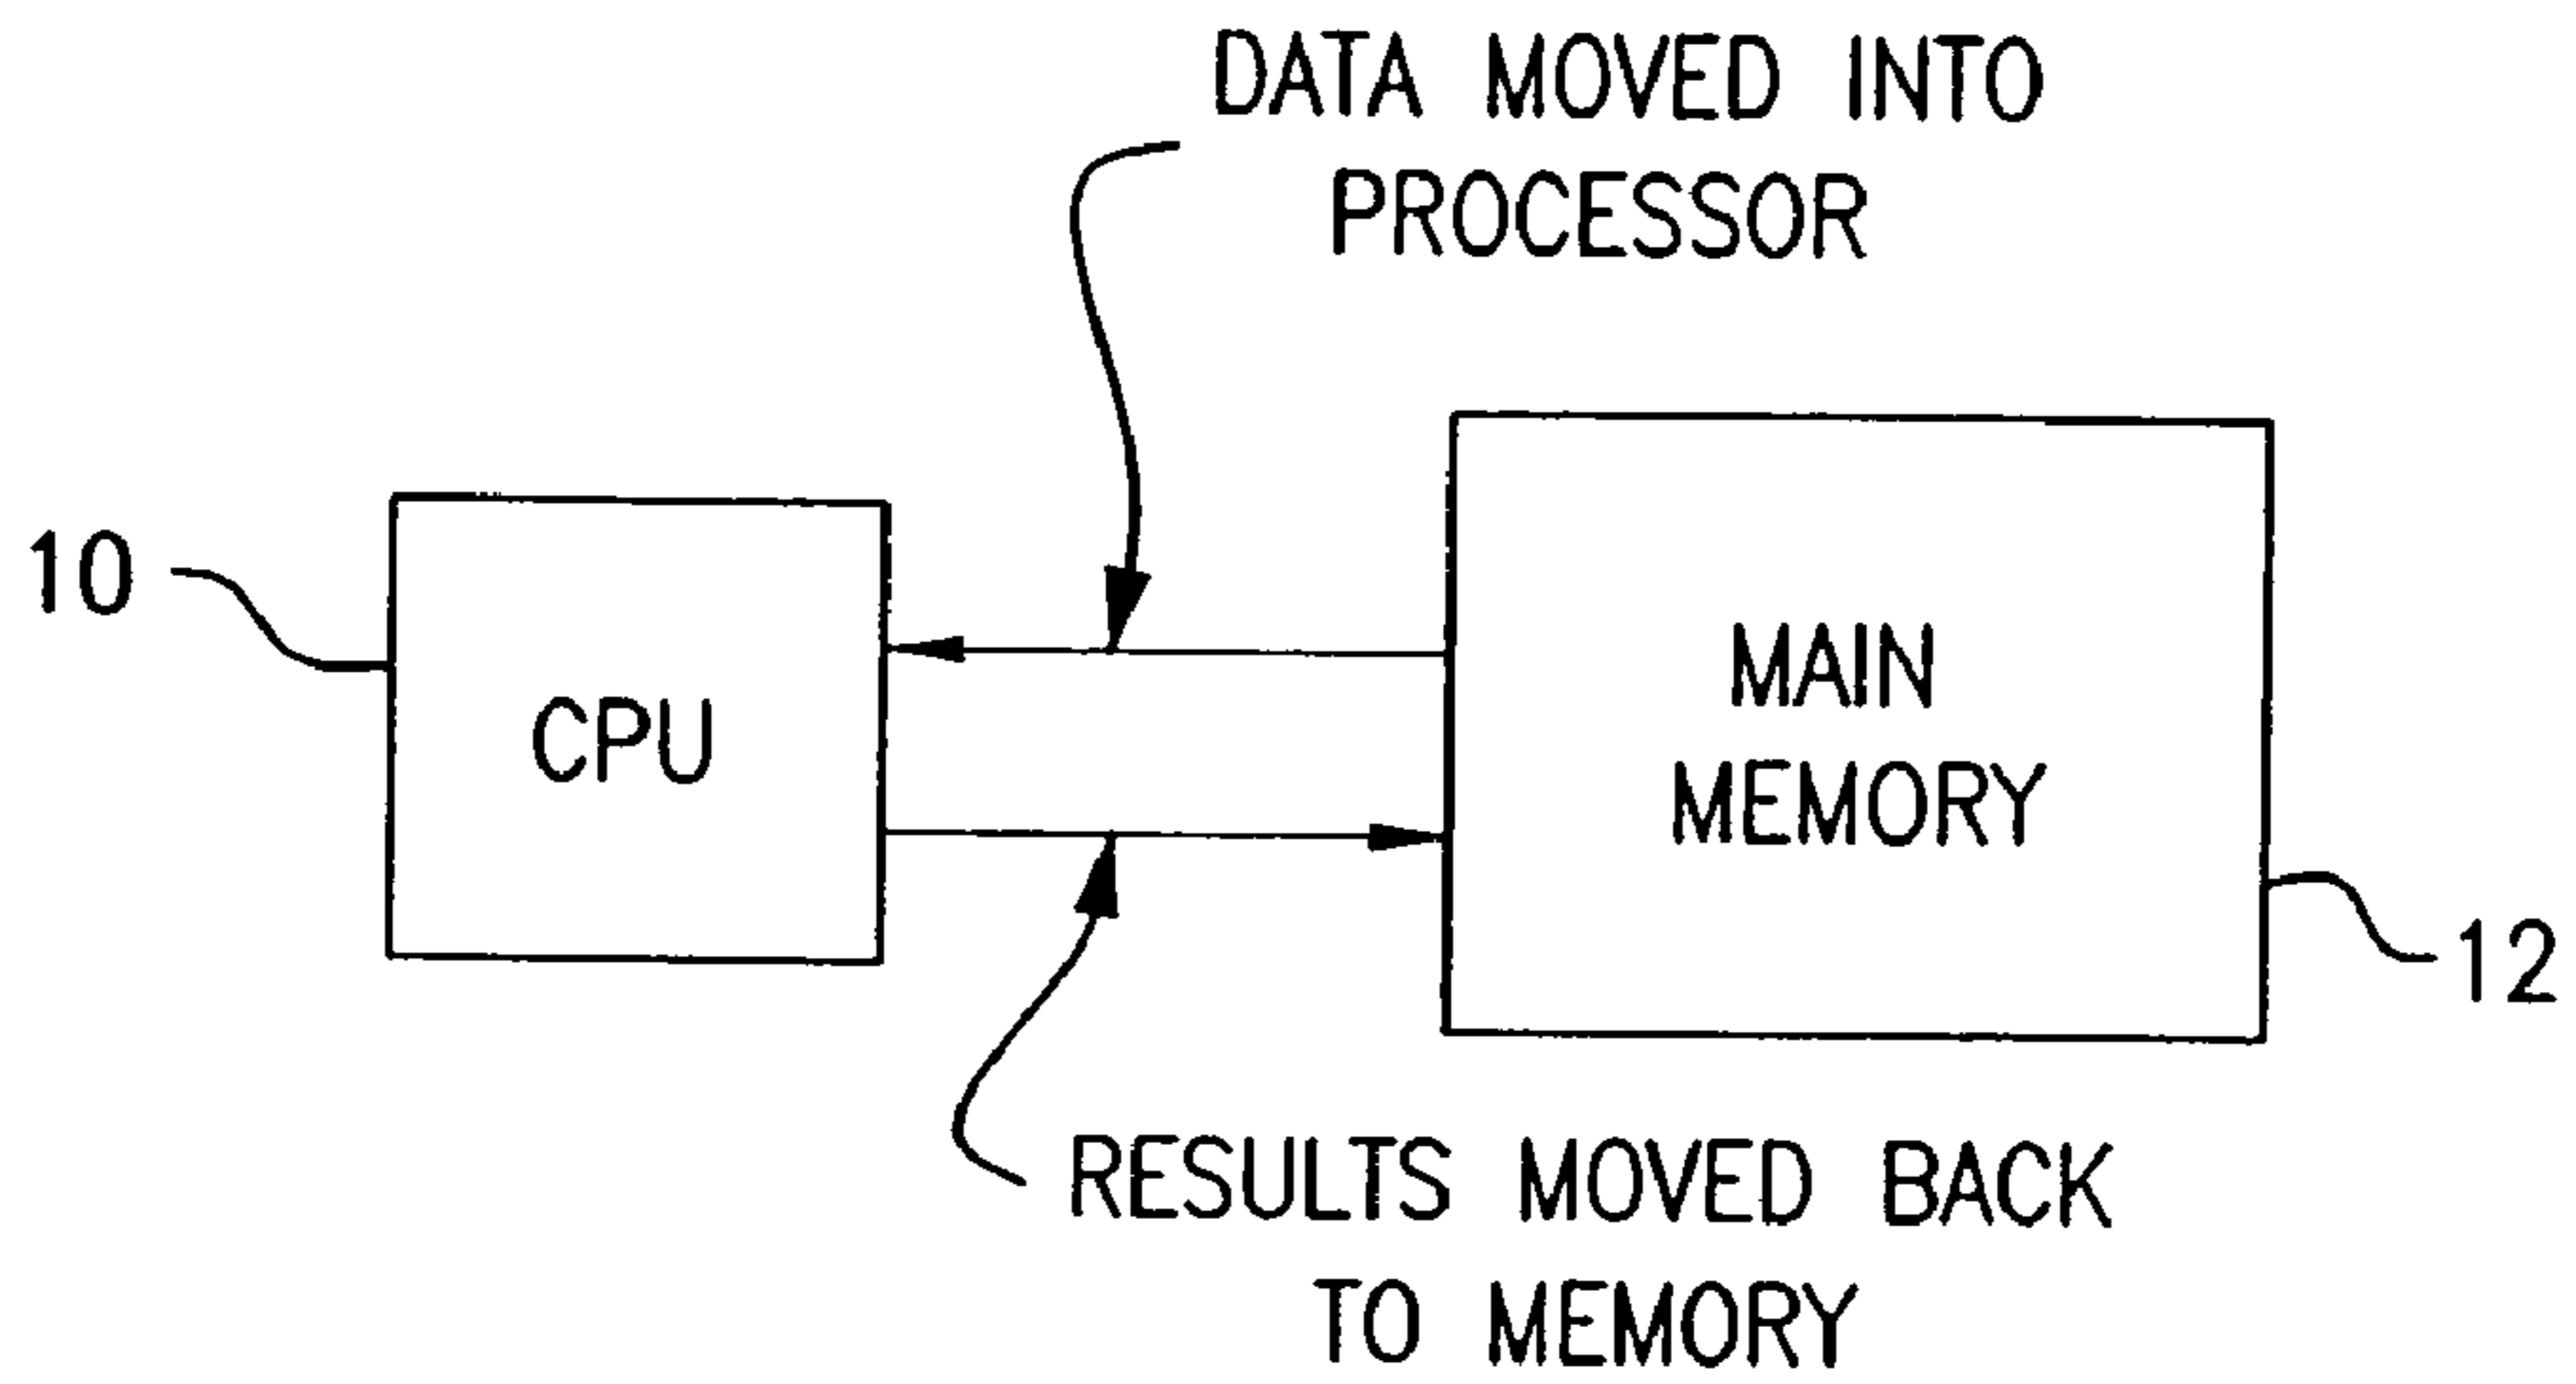 DATA MOVED INTO
PROCESSOR
10
CPU
MAIN
MEMORY
12
RESULTS MOVED BACK
TO MEMORY